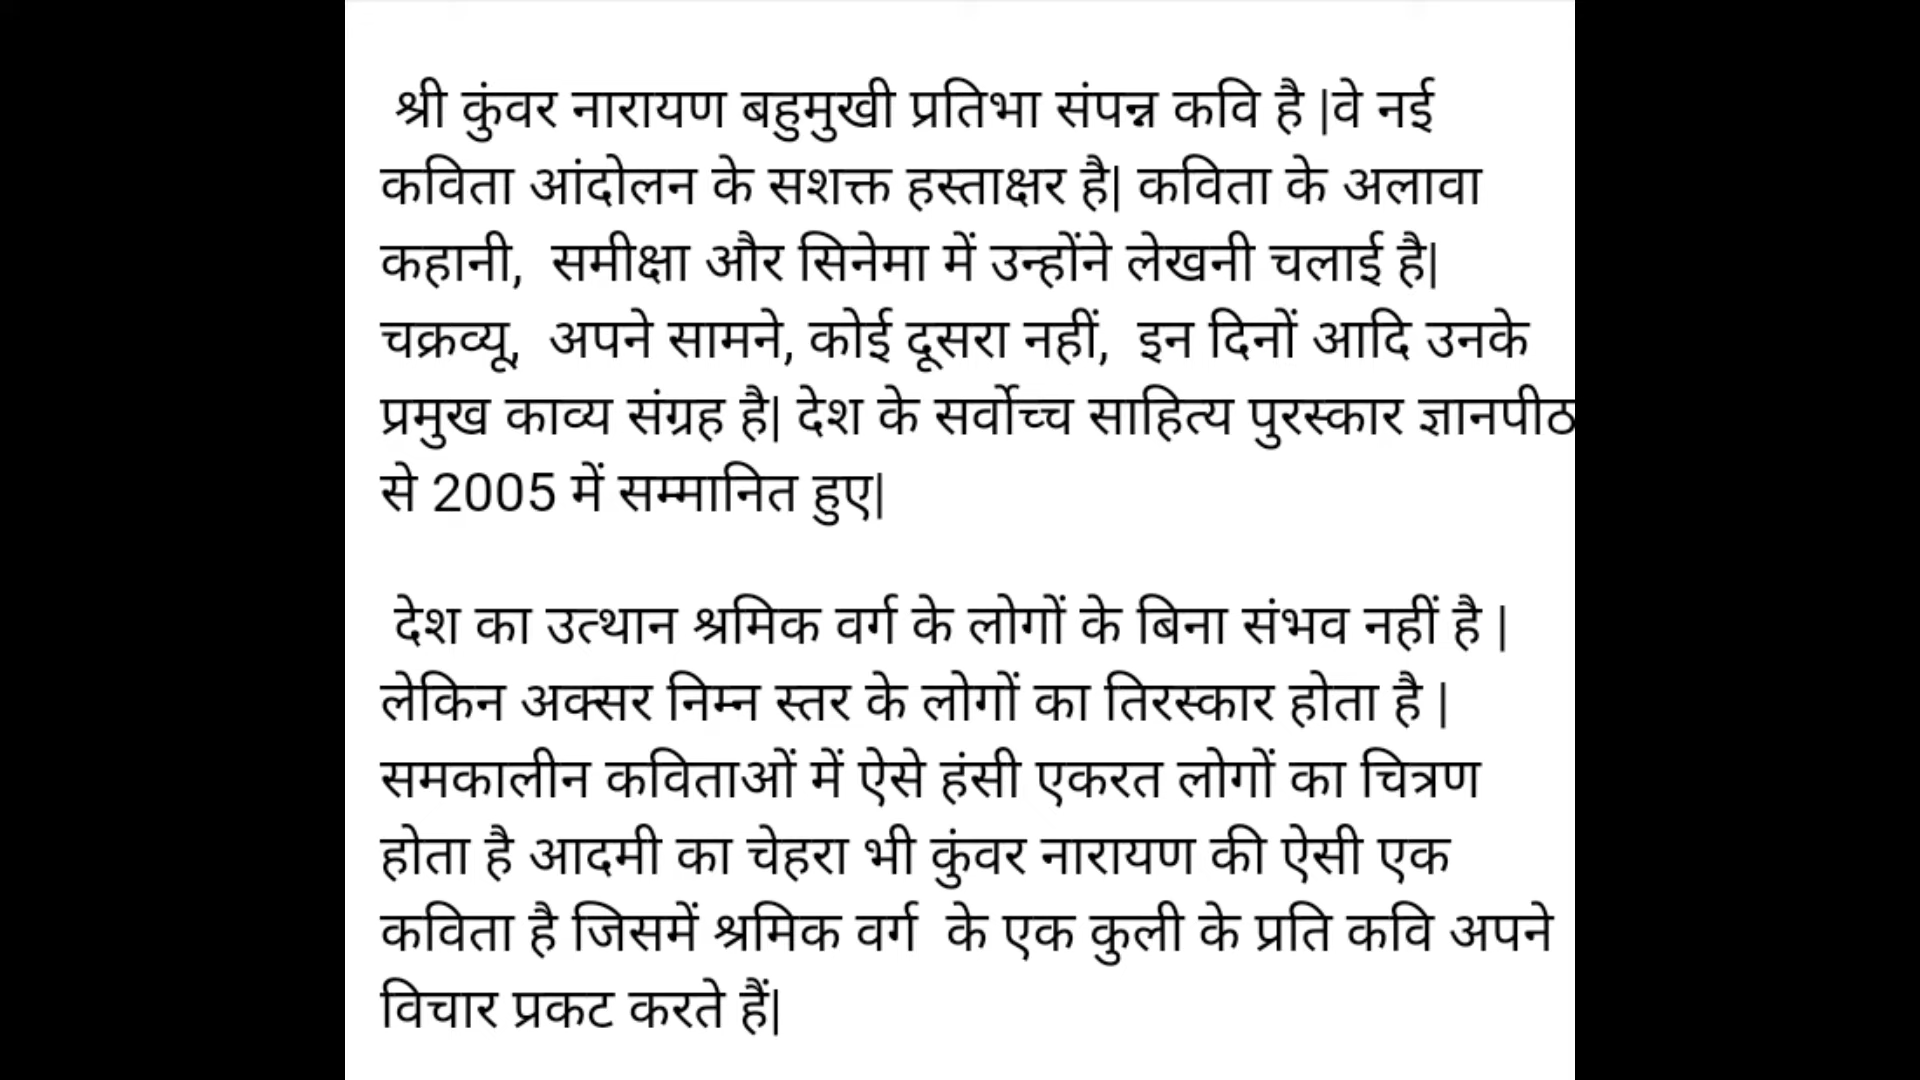 श्री कुंवर नारायण बहुमुखी प्रतिभा संपन्न कवि है |वे नई
कविता आंदोलन के सशक्त हस्ताक्षर है| कविता के अलावा
कहानी, समीक्षा और सिनेमा में उन्होंने लेखनी चलाई है|
चक्रव्यू, अपने सामने, कोई दूसरा नहीं, इन दिनों आदि उनके
प्रमुख काव्य संग्रह है| देश के सर्वोच्च साहित्य पुरस्कार ज्ञानपीठ
से 2005 में सम्मानित हुए|
देश का उत्थान श्रमिक वर्ग के लोगों के बिना संभव नहीं है |
लेकिन अक्सर निम्न स्तर के लोगों का तिरस्कार होता है |
समकालीन कविताओं में ऐसे हंसी एकरत लोगों का चित्रण
होता है आदमी का चेहरा भी कुंवर नारायण की ऐसी एक
कविता है जिसमें श्रमिक वर्ग के एक कुली के प्रति कवि अपने
विचार प्रकट करते हैं|